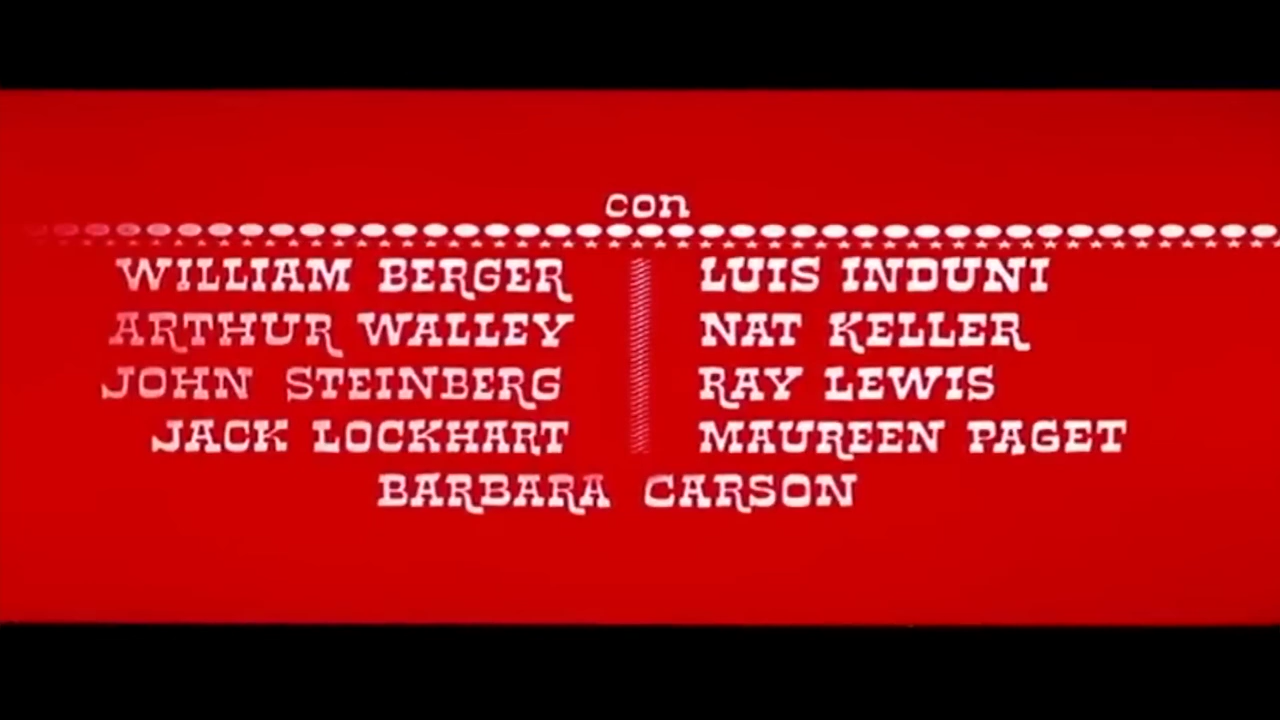 con
WILLIAM BERGER
ARTHUR WALLEY
JOHN STEINBERG
JACK LOCKHART
LUIS INDUNI
NAT KELLER
RAY LEWIS
MAUREEN PAGET
BARBARA CARSON